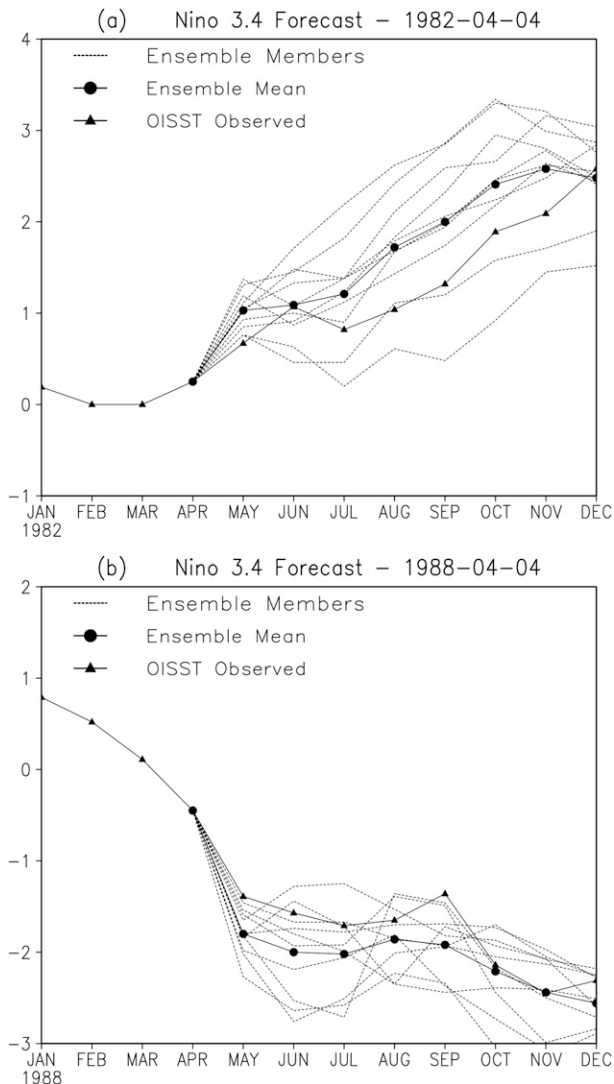 (a) Nino 3.4 Forecast - 1982-04-04
4
Ensemble Members
Ensemble Mean
3
OISST Observed
2
1
0
-1
JAN FEB MAR APR MAY JUN JUL AUG SEP OCT NOV DEC
1982
(b) Nino 3.4 Forecast - 1988-04-04
2
Ensemble Members
Ensemble Mean
1
OISST Observed
0
-1
-2
-3
JAN FEB MAR APR MAY JUN JUL AUG SEP OCT NOV DEC
1988